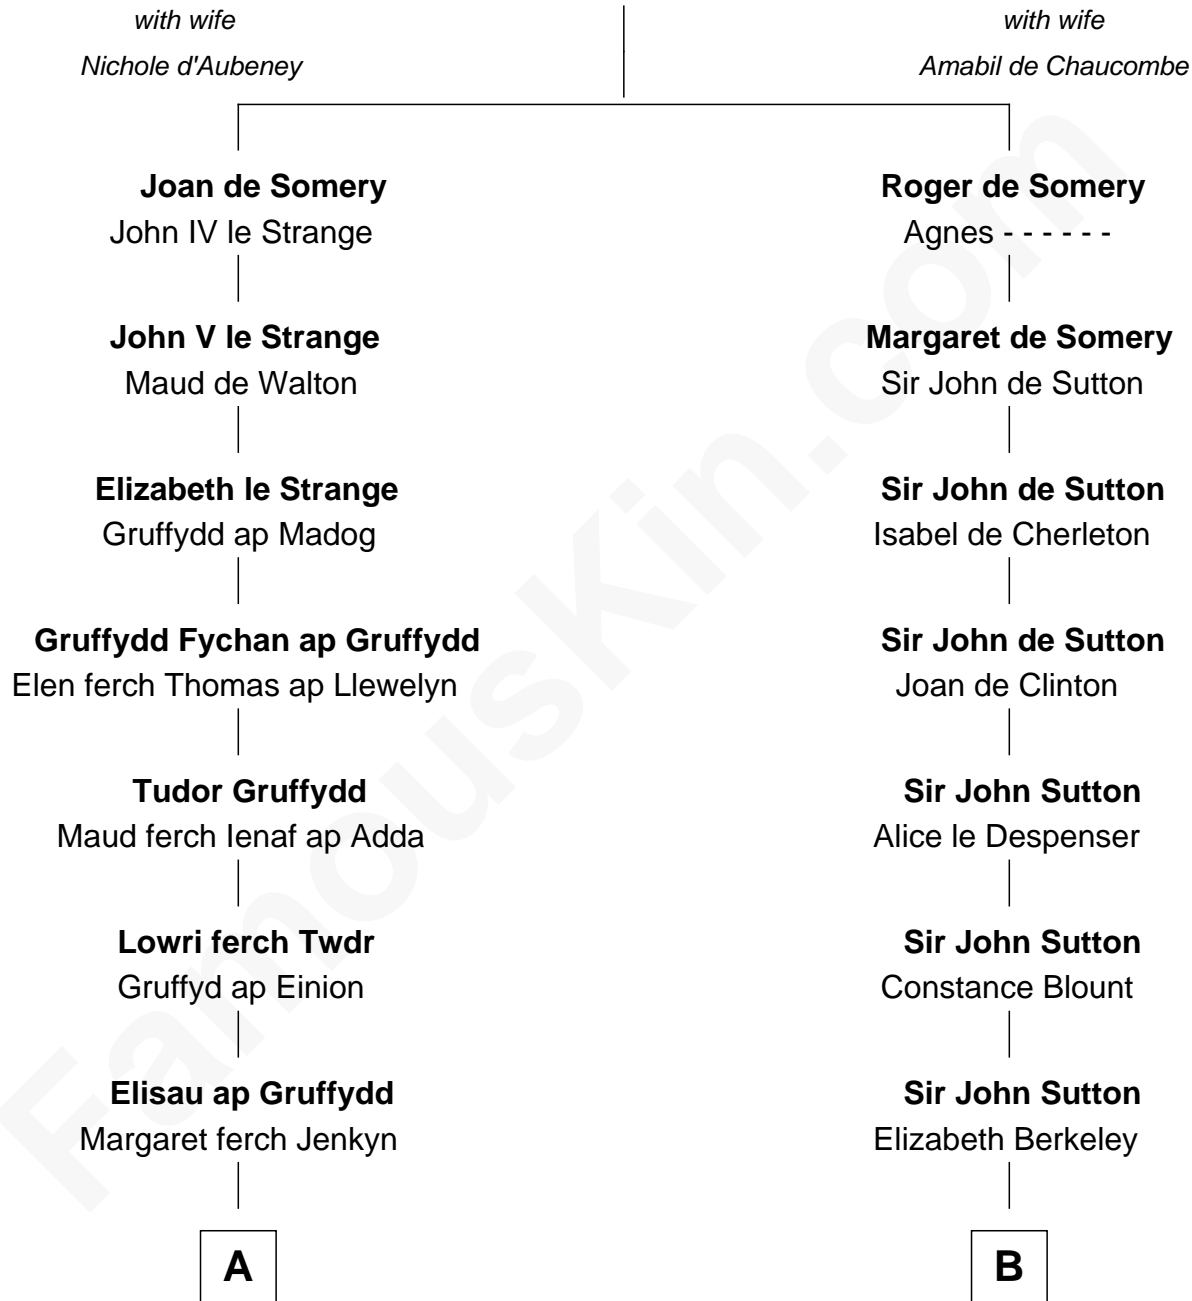 with wife
Nichole d'Aubeney
with wife
Amabil de Chaucombe
Joan de Somery
John IV le Strange
Roger de Somery
Agnes - - - - - -
John V le Strange
Maud de Walton
Margaret de Somery
Sir John de Sutton
Elizabeth le Strange
Gruffydd ap Madog
Sir John de Sutton
Isabel de Cherleton
Gruffydd Fychan ap Gruffydd
Elen ferch Thomas ap Llewelyn
Sir John de Sutton
Joan de Clinton
Tudor Gruffydd
Maud ferch Ienaf ap Adda
Sir John Sutton
Alice le Despenser
Lowri ferch Twdr
Gruffyd ap Einion
Sir John Sutton
Constance Blount
Elisau ap Gruffydd
Margaret ferch Jenkyn
Sir John Sutton
Elizabeth Berkeley
A
B
FamousKin.com